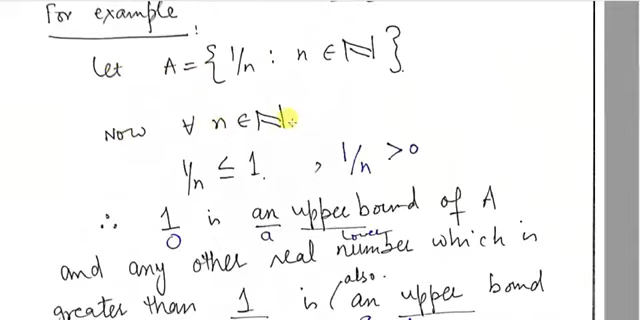 For example :
Let A = { 1/n : n ∈ ℕ }.
Now ∀ n ∈ ℕ.
1/n ≤ 1. , 1/n > 0
∴ 1 is an upper bound of A
0 a lower
and any other real number which is
also.
greater than 1 is an upper bound